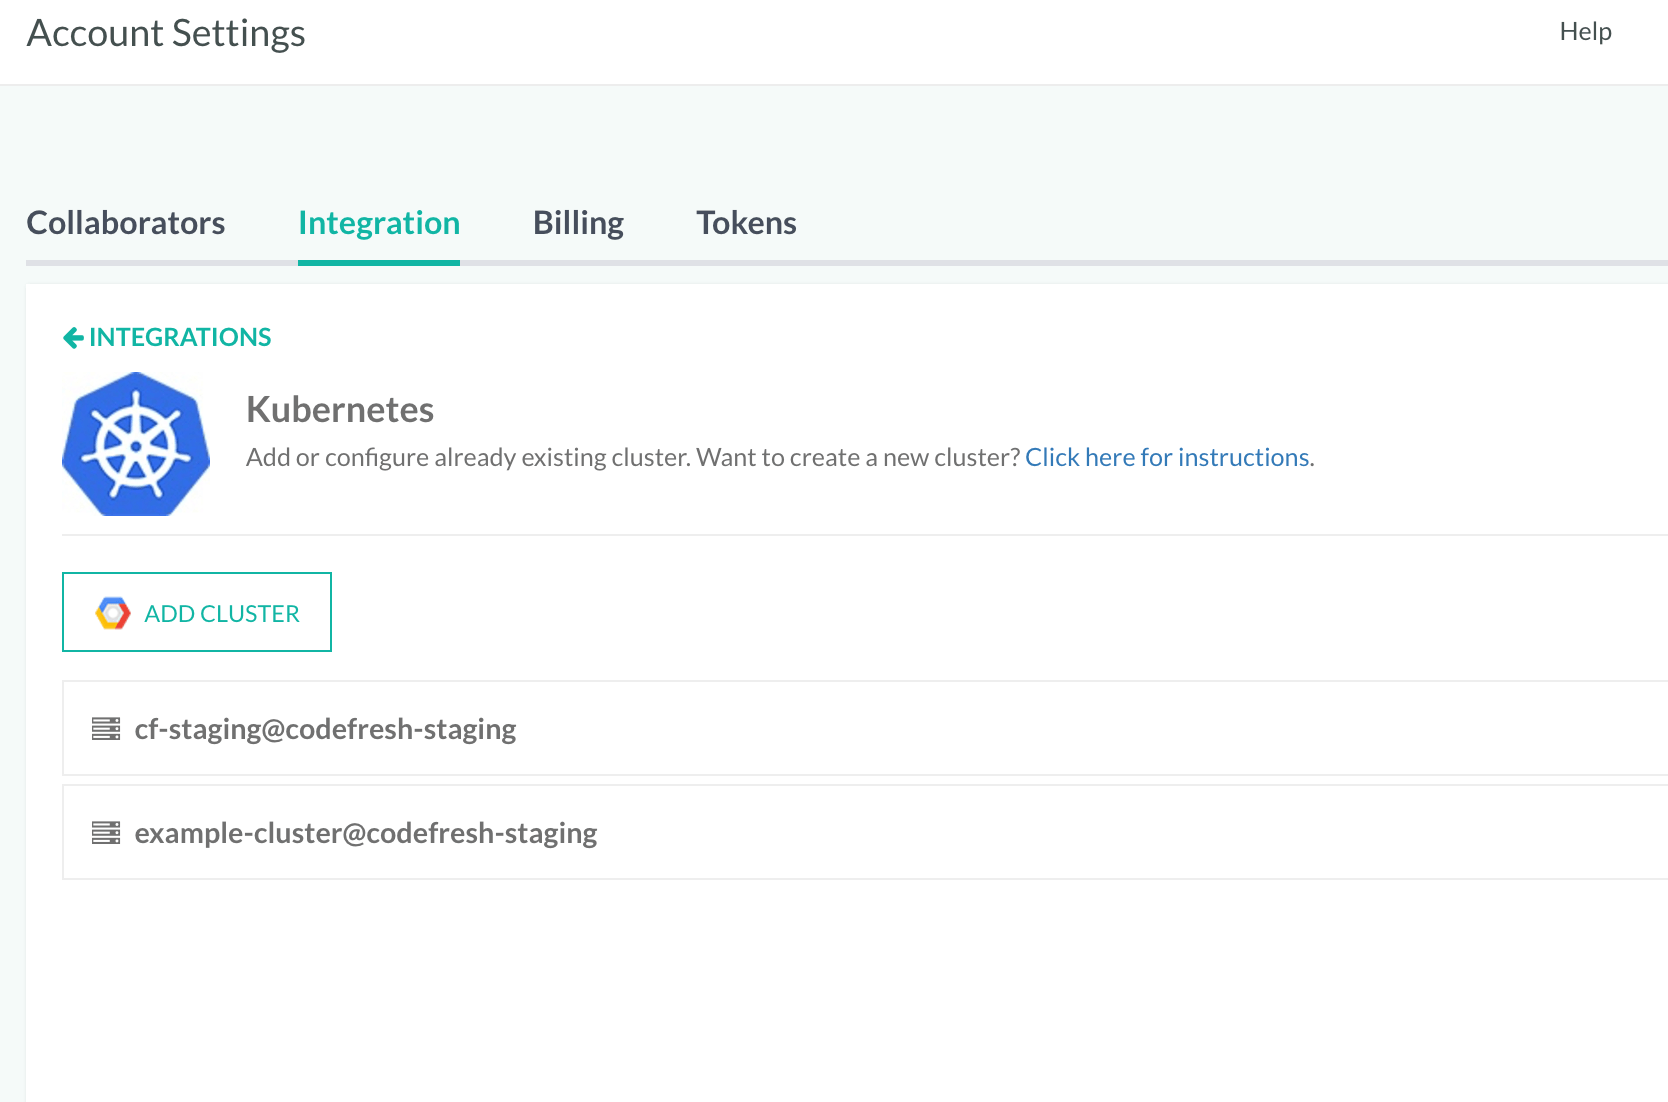 Account Settings
Help
Collaborators Integration Billing Tokens
INTEGRATIONS
Kubernetes
Add or configure already existing cluster. Want to create a new cluster? Click here for instructions.
ADD CLUSTER
cf-staging@codefresh-staging
example-cluster@codefresh-staging